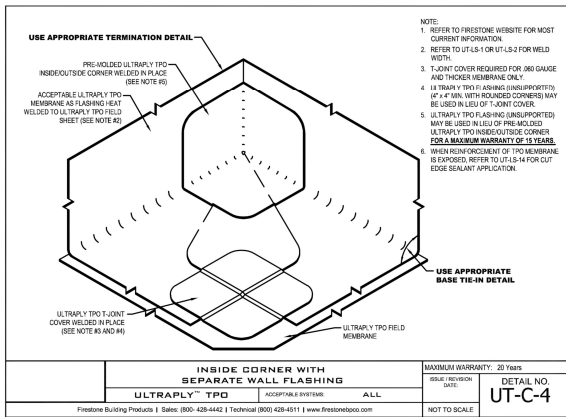 USE APPROPRIATE TERMINATION DETAIL
PRE-MOLDED ULTRAPLY TPO
INSIDE/OUTSIDE CORNER WELDED IN PLACE
(SEE NOTE #5)
ACCEPTABLE ULTRAPLY TPO
MEMBRANE AS FLASHING HEAT
WELDED TO ULTRAPLY TPO FIELD
SHEET (SEE NOTE #2)
NOTE:
1. REFER TO FIRESTONE WEBSITE FOR MOST
CURRENT INFORMATION.
2. REFER TO UT-LS-1 OR UT-LS-2 FOR WELD
WIDTH.
3. T-JOINT COVER REQUIRED FOR .060 GAUGE
AND THICKER MEMBRANE ONLY.
4. ULTRAPLY TPO FLASHING (UNSUPPORTED)
(4" x 4" MIN. WITH ROUNDED CORNERS) MAY
BE USED IN LIEU OF T-JOINT COVER.
5. ULTRAPLY TPO FLASHING (UNSUPPORTED)
MAY BE USED IN LIEU OF PRE-MOLDED
ULTRAPLY TPO INSIDE/OUTSIDE CORNER
FOR A MAXIMUM WARRANTY OF 15 YEARS.
6. WHEN REINFORCEMENT OF TPO MEMBRANE
IS EXPOSED, REFER TO UT-LS-14 FOR CUT
EDGE SEALANT APPLICATION.
USE APPROPRIATE
BASE TIE-IN DETAIL
ULTRAPLY TPO T-JOINT
COVER WELDED IN PLACE
(SEE NOTE #3 AND #4)
ULTRAPLY TPO FIELD
MEMBRANE
INSIDE CORNER WITH
SEPARATE WALL FLASHING
ULTRAPLY™ TPO
ACCEPTABLE SYSTEMS: ALL
Firestone Building Products | Sales: (800- 428-4442 | Technical (800) 428-4511 | www.firestonebpco.com
MAXIMUM WARRANTY: 20 Years
ISSUE / REVISION
DATE:
NOT TO SCALE
DETAIL NO.
UT-C-4